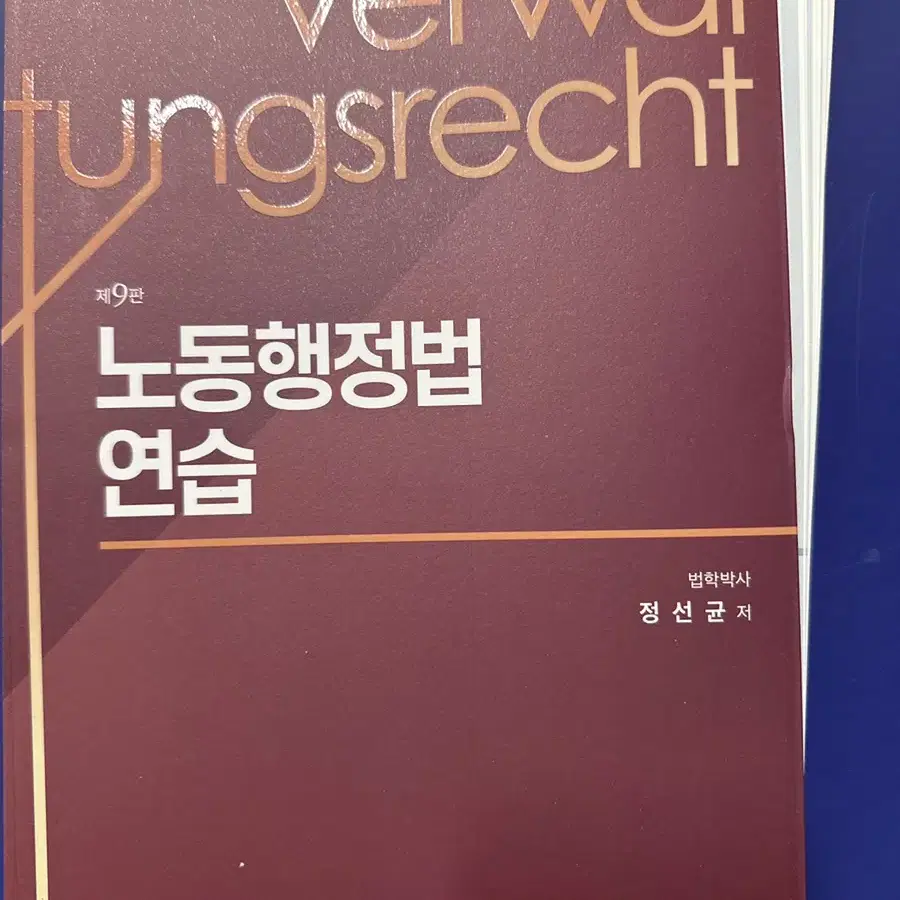 Verwal
tungsrecht
제9판
노동행정법
연습
법학박사
정선균 저